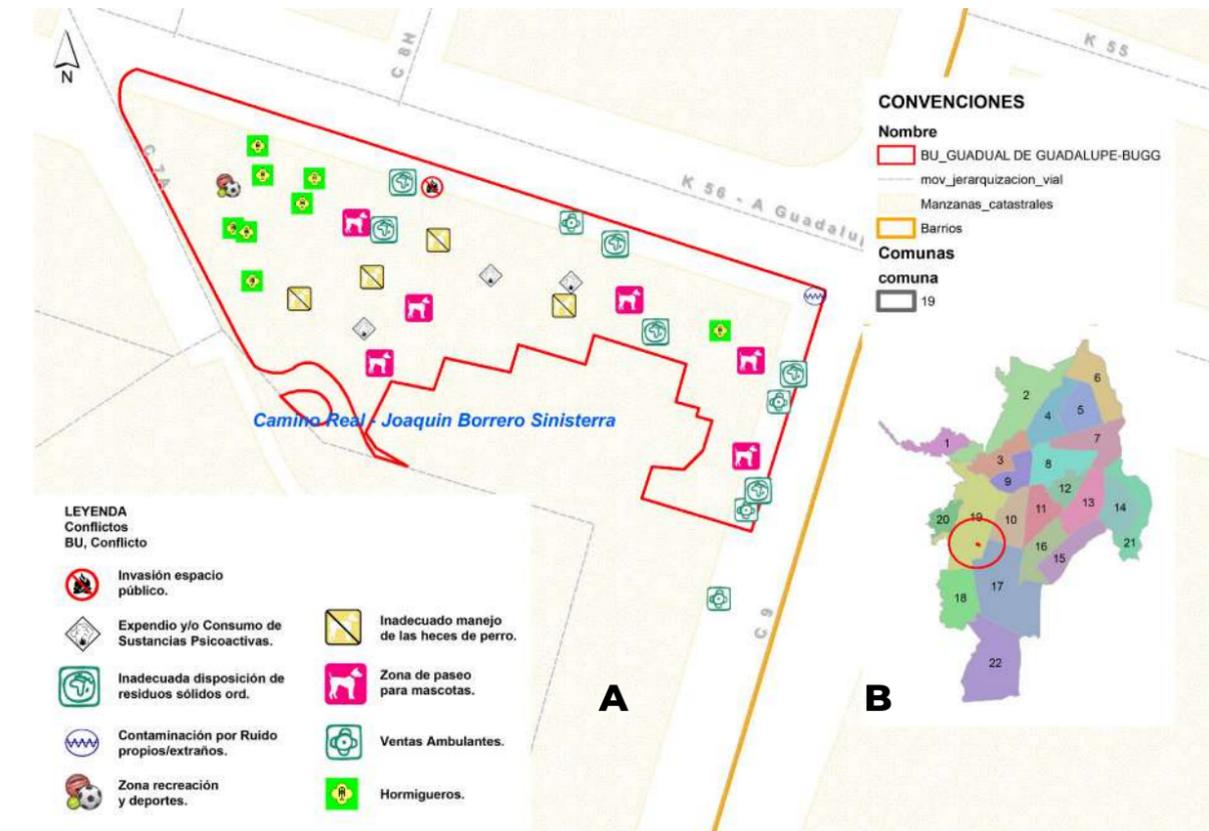 N
C 8H
K 55
C 7A
K 56 - A Guadalu
Camino Real - Joaquin Borrero Sinisterra
C 9
CONVENCIONES
Nombre
BU_GUADUAL DE GUADALUPE-BUGG
mov_jerarquizacion_vial
Manzanas_catastrales
Barrios
Comunas
comuna
19
LEYENDA
Conflictos
BU, Conflicto
Invasión espacio
público.
Expendio y/o Consumo de
Sustancias Psicoactivas.
Inadecuada disposición de
residuos sólidos ord.
Contaminación por Ruido
propios/extraños.
Zona recreación
y deportes.
Inadecuado manejo
de las heces de perro.
Zona de paseo
para mascotas.
Ventas Ambulantes.
Hormigueros.
A
B
2
6
4
5
1
7
3
8
9
12
13
14
20
19
10
11
16
15
21
18
17
22